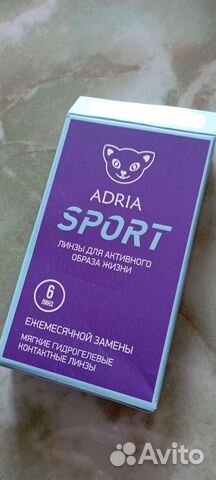 ADRIA
SPORT
ЛИНЗЫ ДЛЯ АКТИВНОГО
ОБРАЗА ЖИЗНИ
6
ЛИНЗ
ЕЖЕМЕСЯЧНОЙ ЗАМЕНЫ
МЯГКИЕ ГИДРОГЕЛЕВЫЕ
КОНТАКТНЫЕ ЛИНЗЫ
Avito